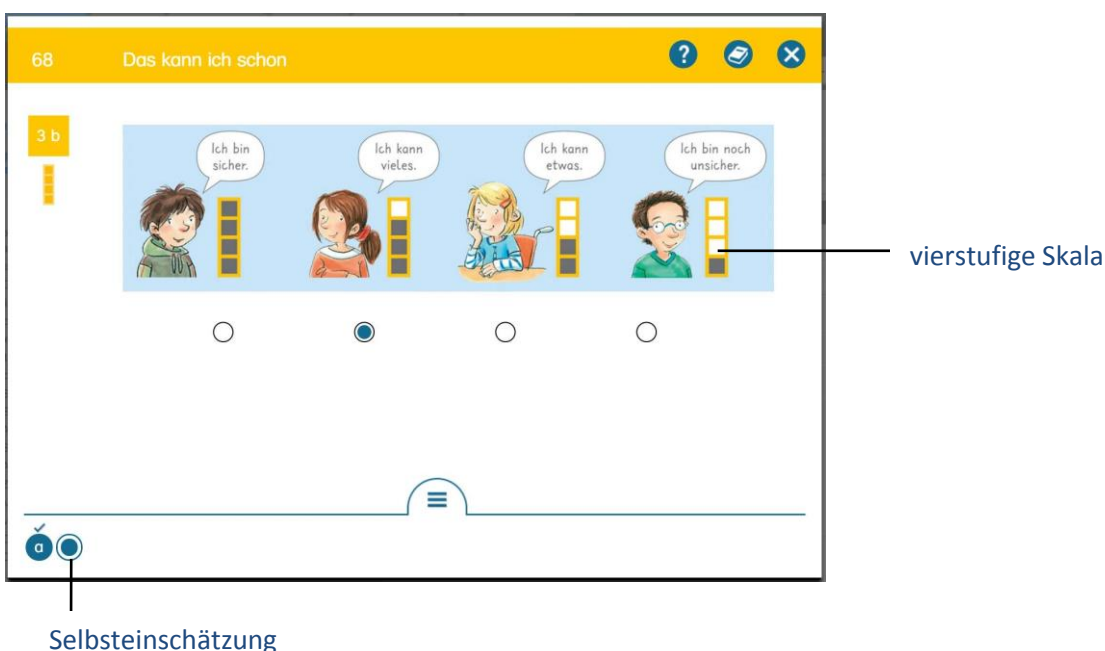 68 Das kann ich schon ?
3 b
Ich bin
sicher.
Ich kann
vieles.
Ich kann
etwas.
Ich bin noch
unsicher.
vierstufige Skala
a
Selbsteinschätzung